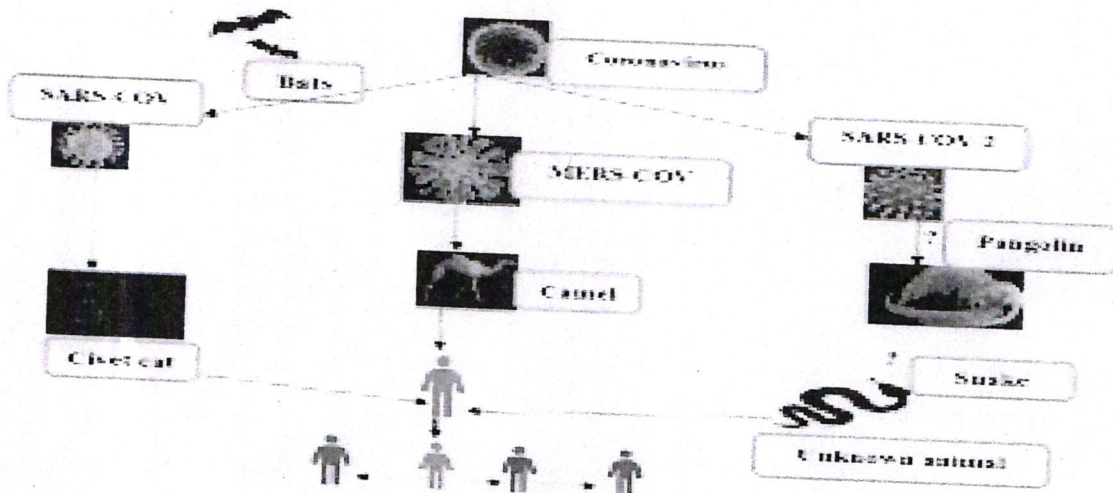 Bats
Coronavirus
SARS-COV
SARS COV 2
MERS-COV
?
Pangolin
Camel
Civet cat
?
Snake
Unknown animal